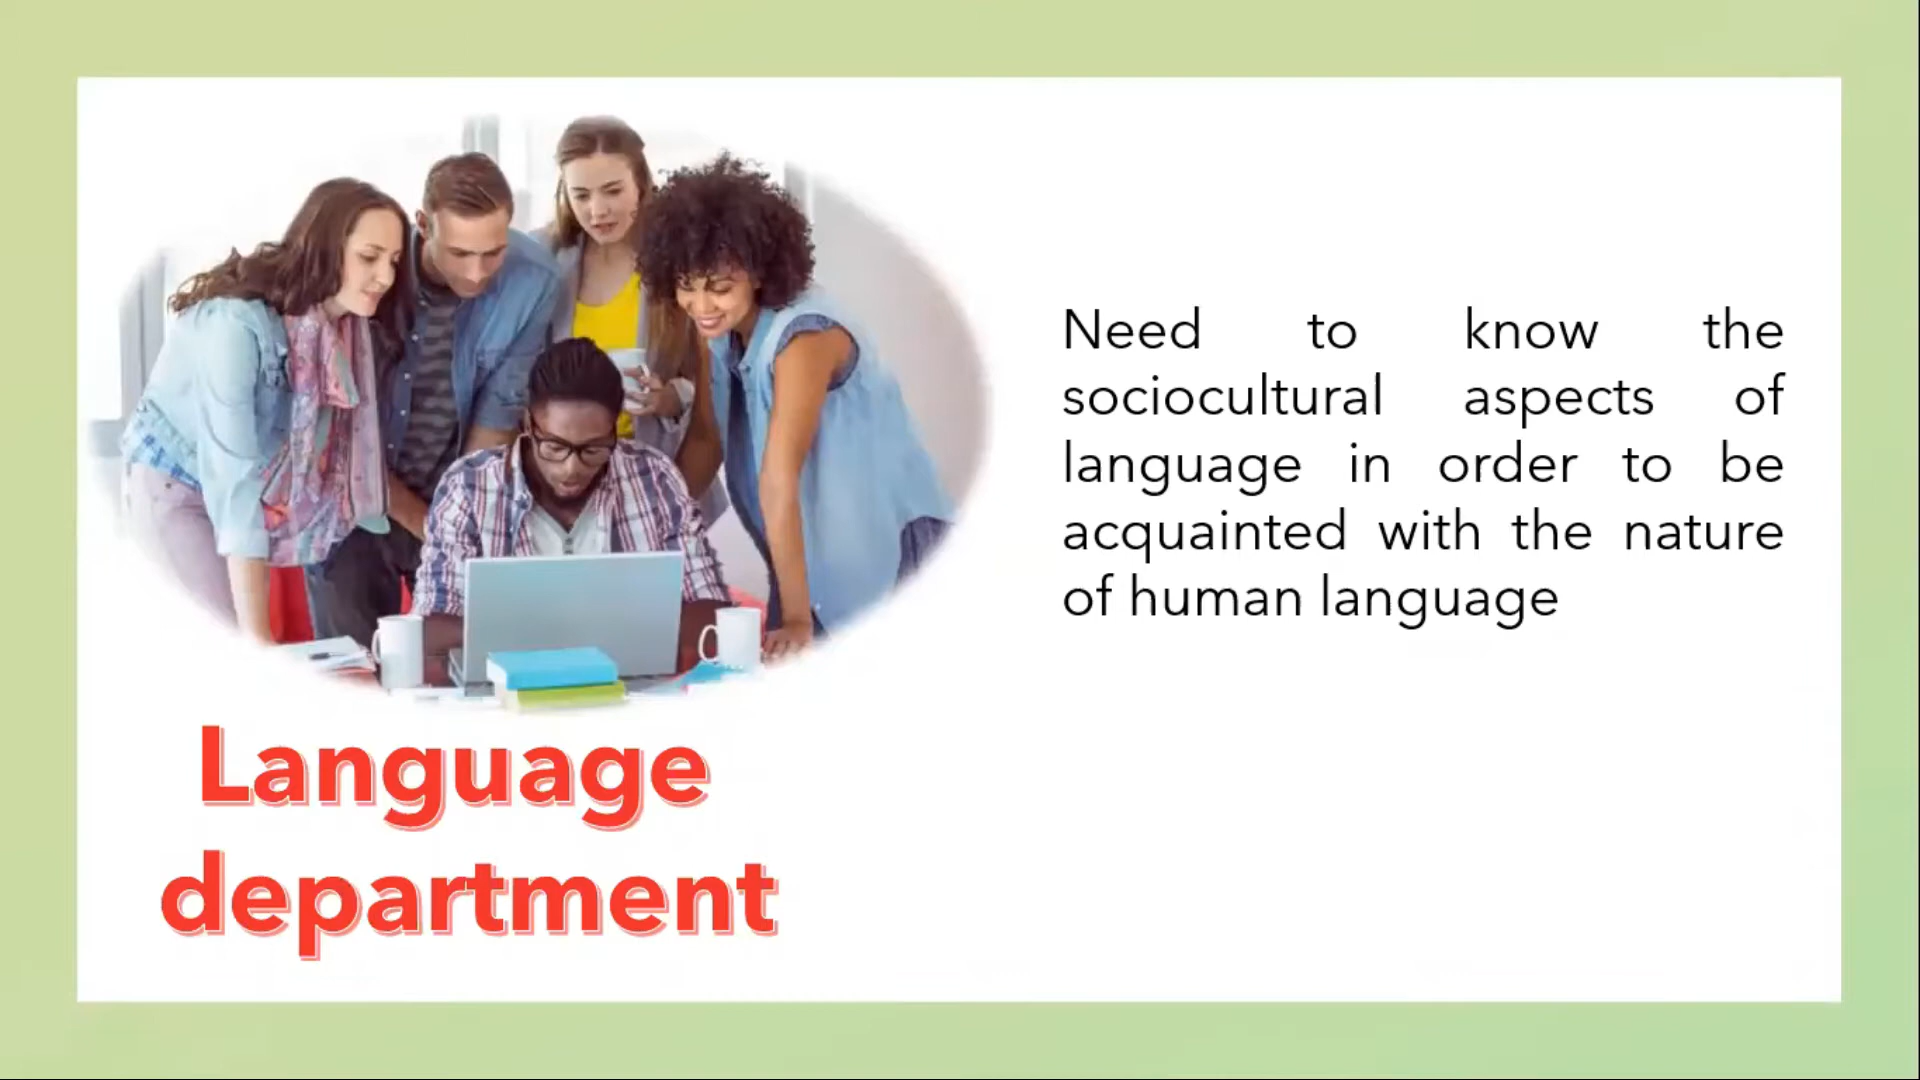 Need to know the
sociocultural aspects of
language in order to be
acquainted with the nature
of human language
Language
department